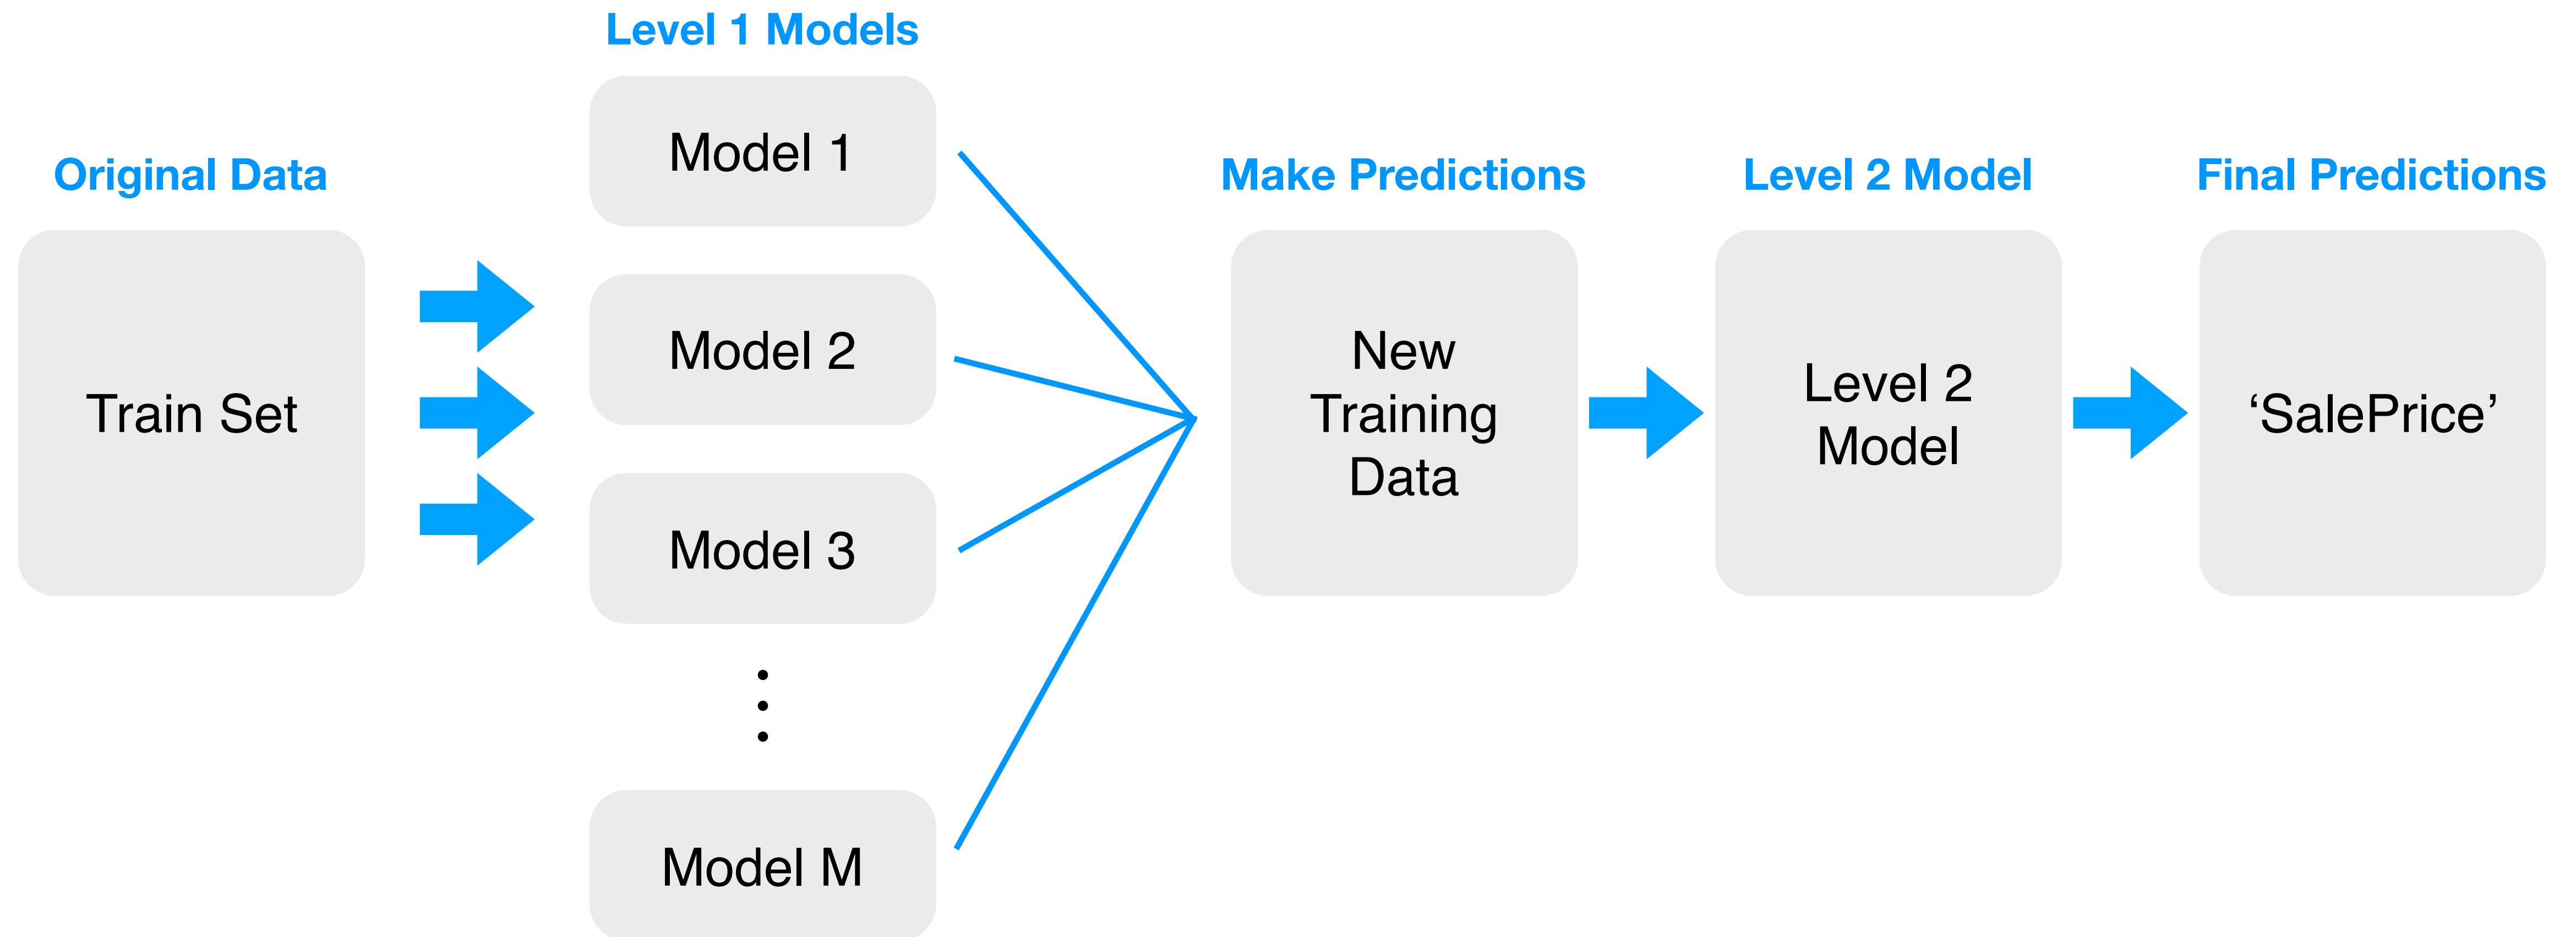 Level 1 Models
Original Data
Train Set
Model 1
Model 2
Model 3
Model M
Make Predictions
New
Training
Data
Level 2 Model
Level 2
Model
Final Predictions
‘SalePrice’